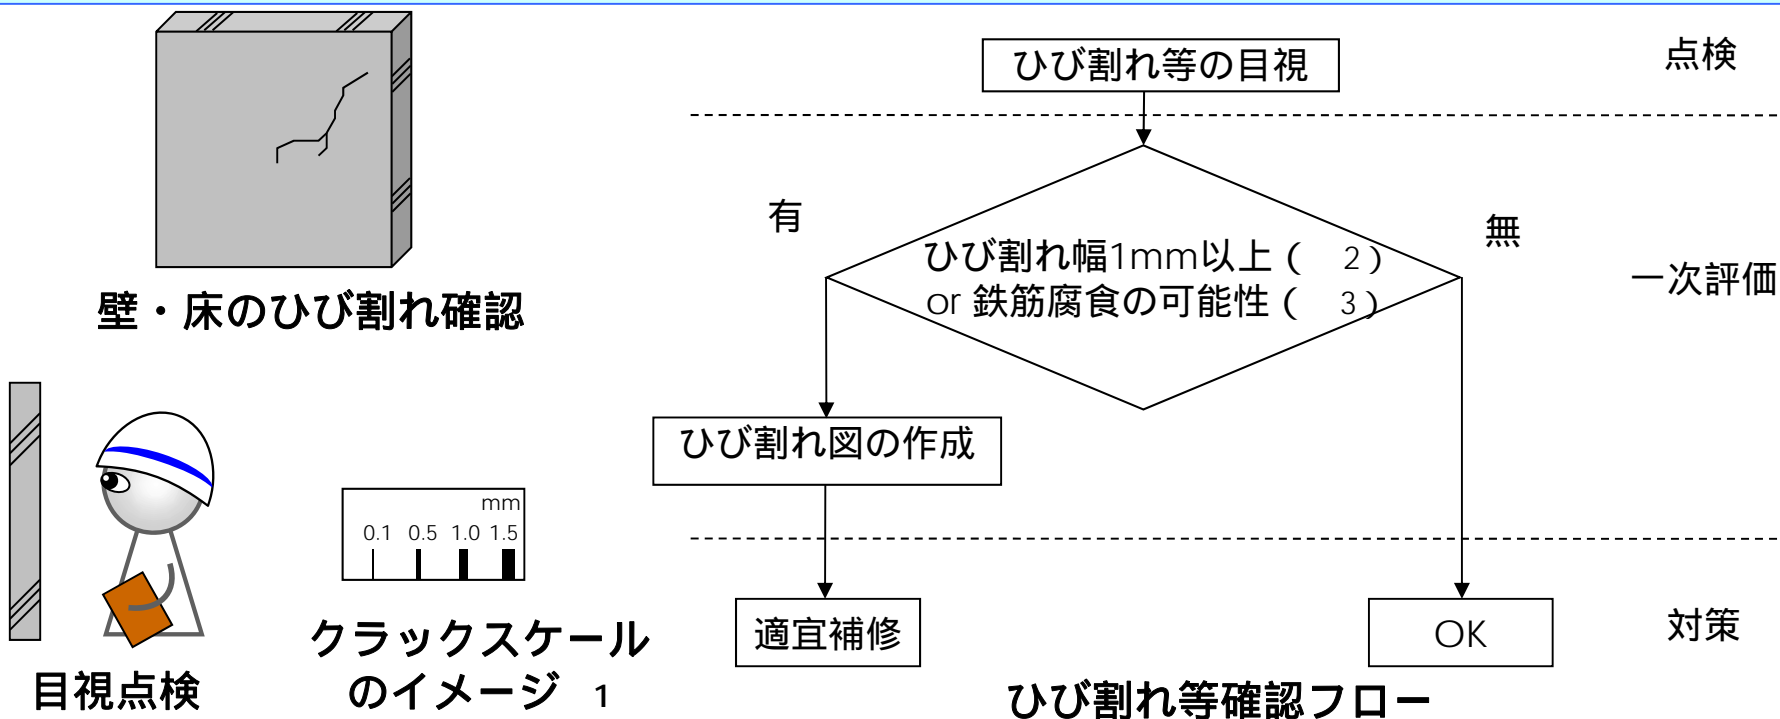 壁・床のひび割れ確認
目視点検
mm
0.1 0.5 1.0 1.5
クラックスケール
のイメージ 1
ひび割れ等の目視
点検
有
無
ひび割れ幅1mm以上( 2)
or 鉄筋腐食の可能性( 3)
一次評価
ひび割れ図の作成
適宜補修
OK
対策
ひび割れ等確認フロー